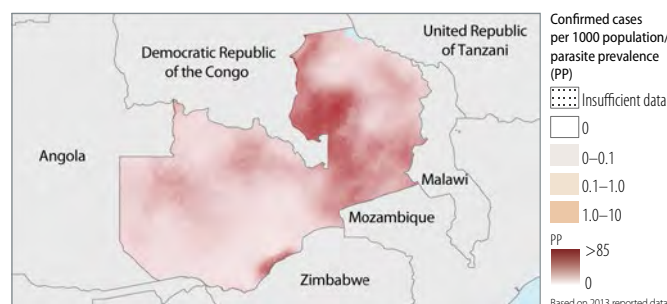 Democratic Republic
of the Congo
United Republic
of Tanzani
Angola
Malawi
Mozambique
Zimbabwe
Confirmed cases
per 1000 population/
parasite prevalence
(PP)
Insufficient data
0
0–0.1
0.1–1.0
1.0–10
PP
>85
0
Based on 2013 reported data